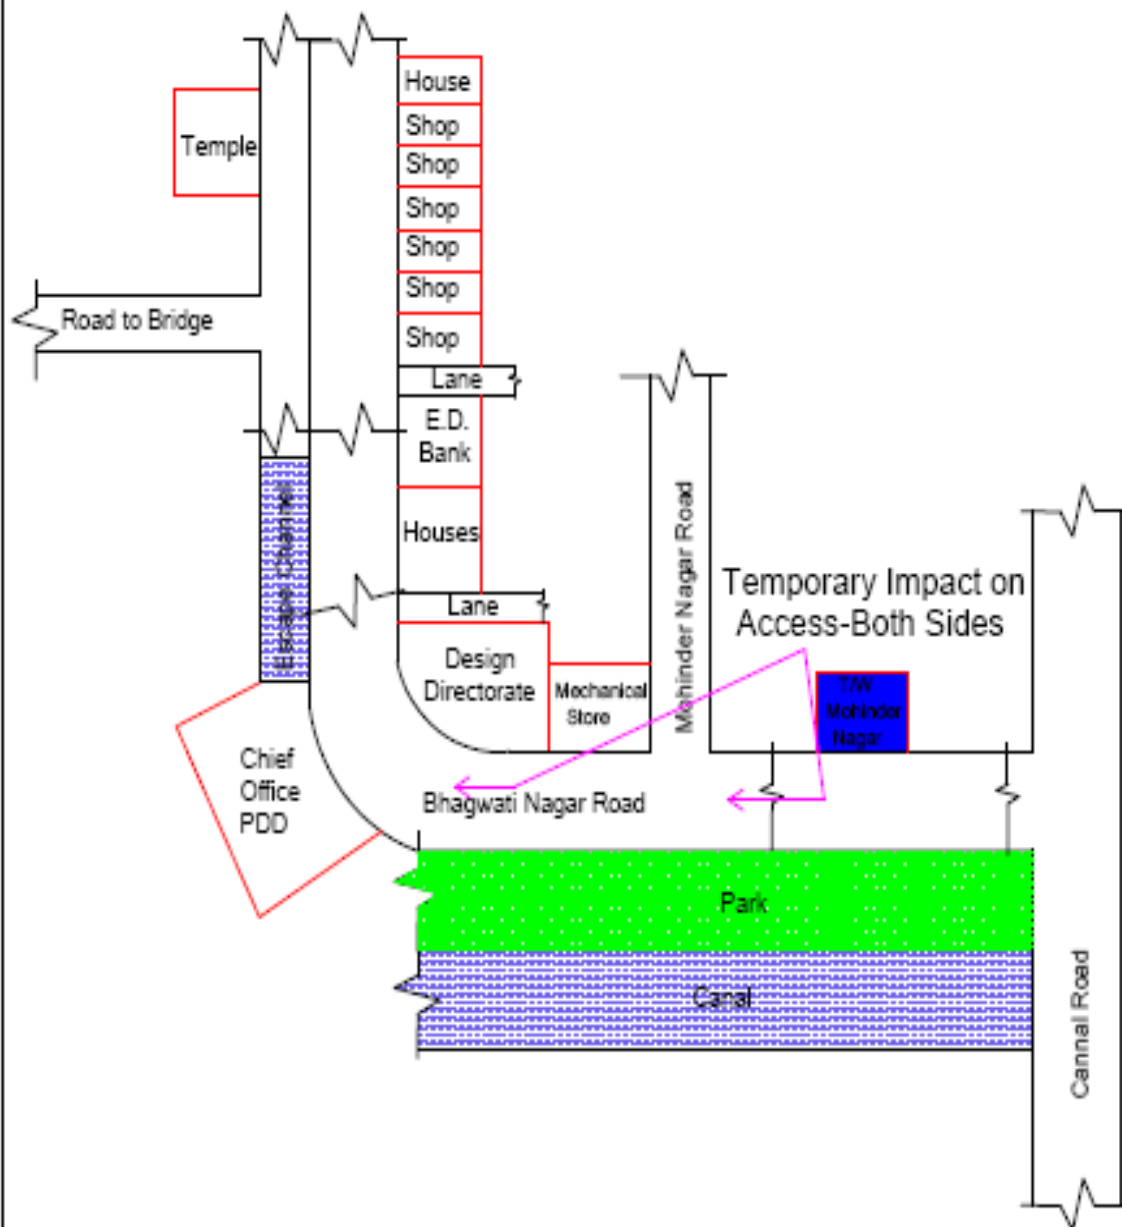 House
Shop
Temple
Shop
Shop
Shop
Shop
Road to Bridge
Shop
Lane
E.D.
Bank
Escape Channel
Houses
Mohinder Nagar Road
Temporary Impact on
Access-Both Sides
Lane
Design
Directorate
Mechanical
Store
T/W
Mohinder
Nagar
Chief
Office
PDD
Bhagwati Nagar Road
Park
Canal
Cannal Road